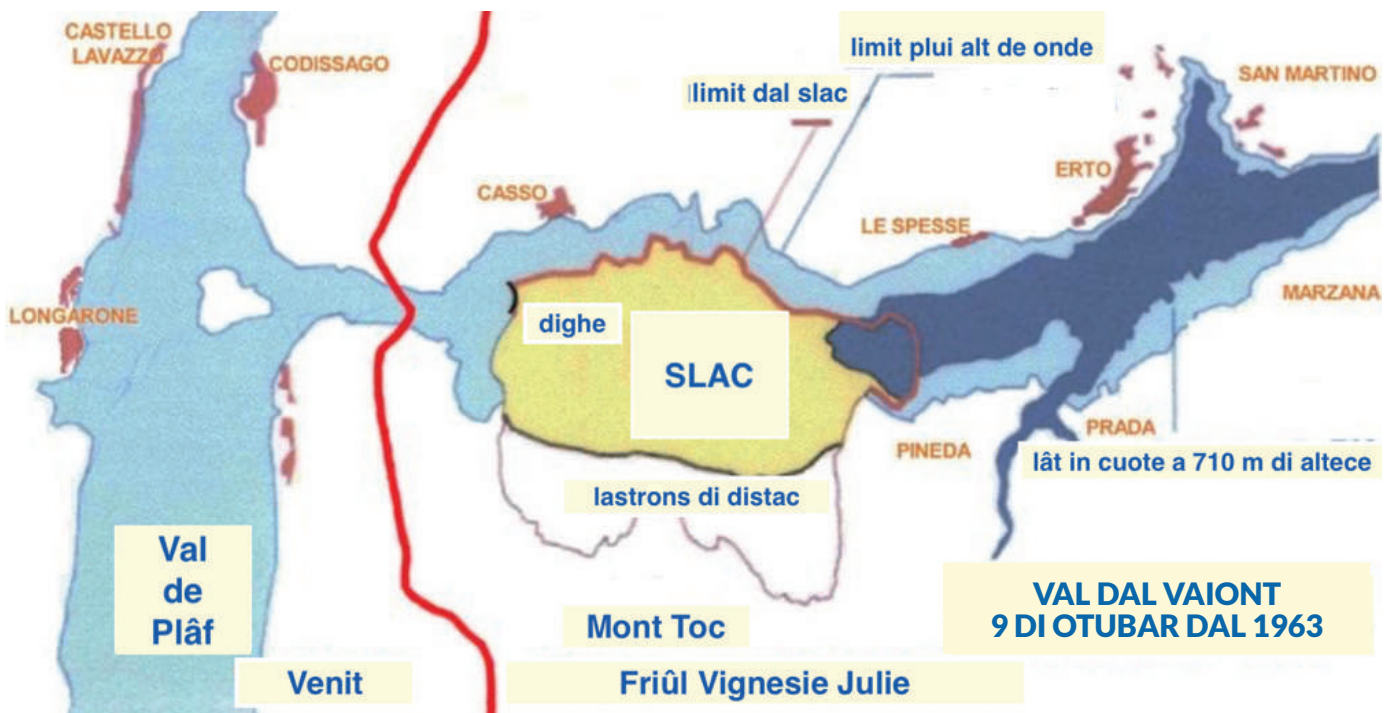 CASTELLO
LAVAZZO
CODISSAGO
limit plui alt de onde
limit dal slac
SAN MARTINO
ERTO
CASSO
LE SPESSE
MARZANA
LONGARONE
dighe
SLAC
PRADA
PINEDA
lât in cuote a 710 m di altece
lastrons di distac
Val
de
Plâf
VAL DAL VAIONT
9 DI OTUBAR DAL 1963
Mont Toc
Venit
Friûl Vignesie Julie